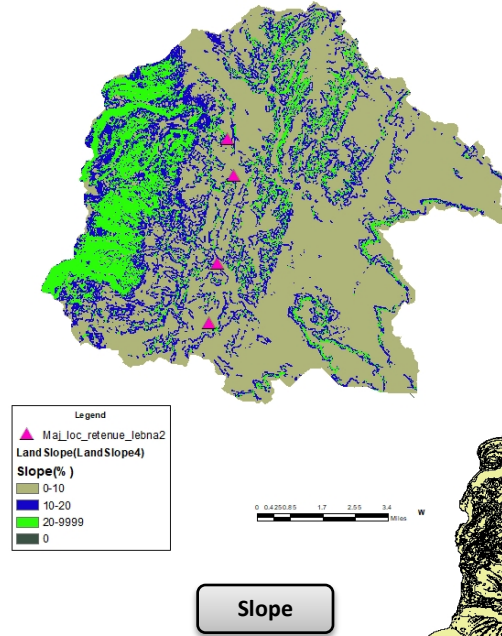 Legend
Maj_loc_retenue_lebna2
Land Slope(LandSlope4)
Slope(% )
0-10
10-20
20-9999
0
0 0.4250.85 1.7 2.55 3.4
Miles
W
Slope